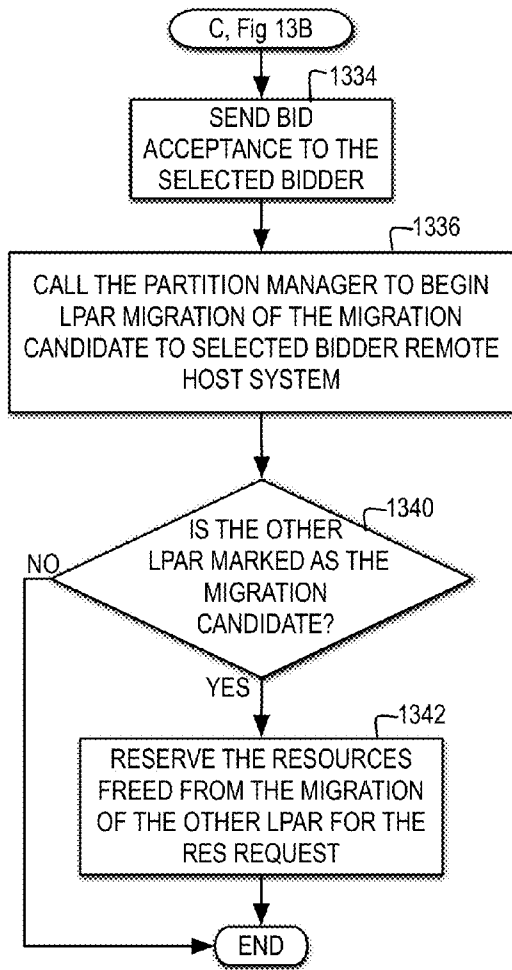 C, Fig 13B
1334
SEND BID
ACCEPTANCE TO THE
SELECTED BIDDER
1336
CALL THE PARTITION MANAGER TO BEGIN
LPAR MIGRATION OF THE MIGRATION
CANDIDATE TO SELECTED BIDDER REMOTE
HOST SYSTEM
1340
IS THE OTHER
LPAR MARKED AS THE
MIGRATION
CANDIDATE?
NO
YES
1342
RESERVE THE RESOURCES
FREED FROM THE MIGRATION
OF THE OTHER LPAR FOR THE
RES REQUEST
END